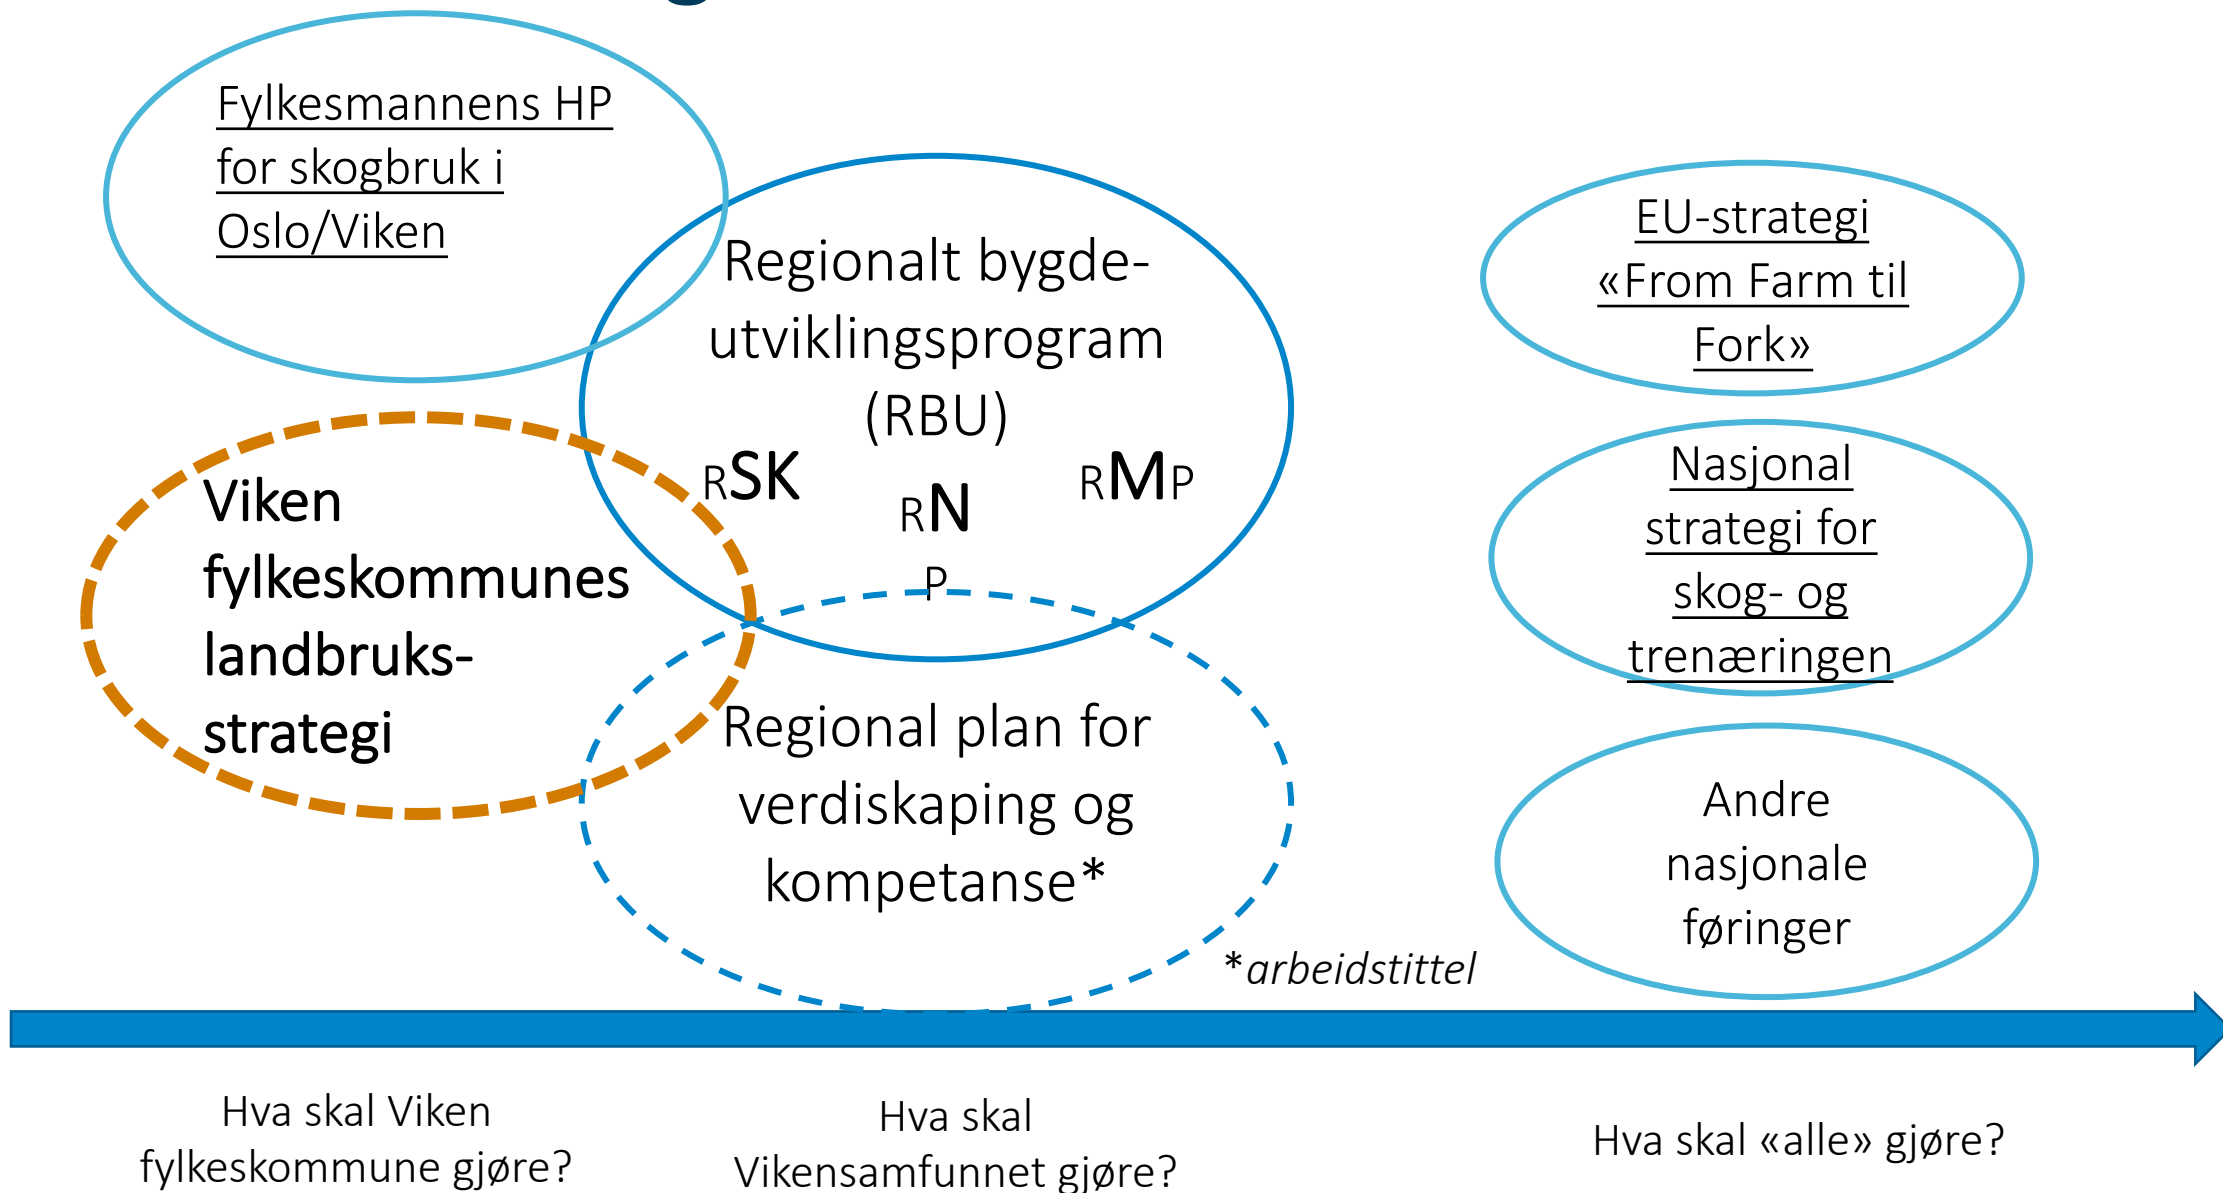 Fylkesmannens HP
for skogbruk i
Oslo/Viken
Regionalt bygde-
utviklingsprogram
(RBU)
RSK
RN
P
RMP
Viken
fylkeskommunes
landbruks-
strategi
Regional plan for
verdiskaping og
kompetanse*
*arbeidstittel
EU-strategi
«From Farm til
Fork»
Nasjonal
strategi for
skog- og
trenæringen
Andre
nasjonale
føringer
Hva skal Viken
fylkeskommune gjøre?
Hva skal
Vikensamfunnet gjøre?
Hva skal «alle» gjøre?